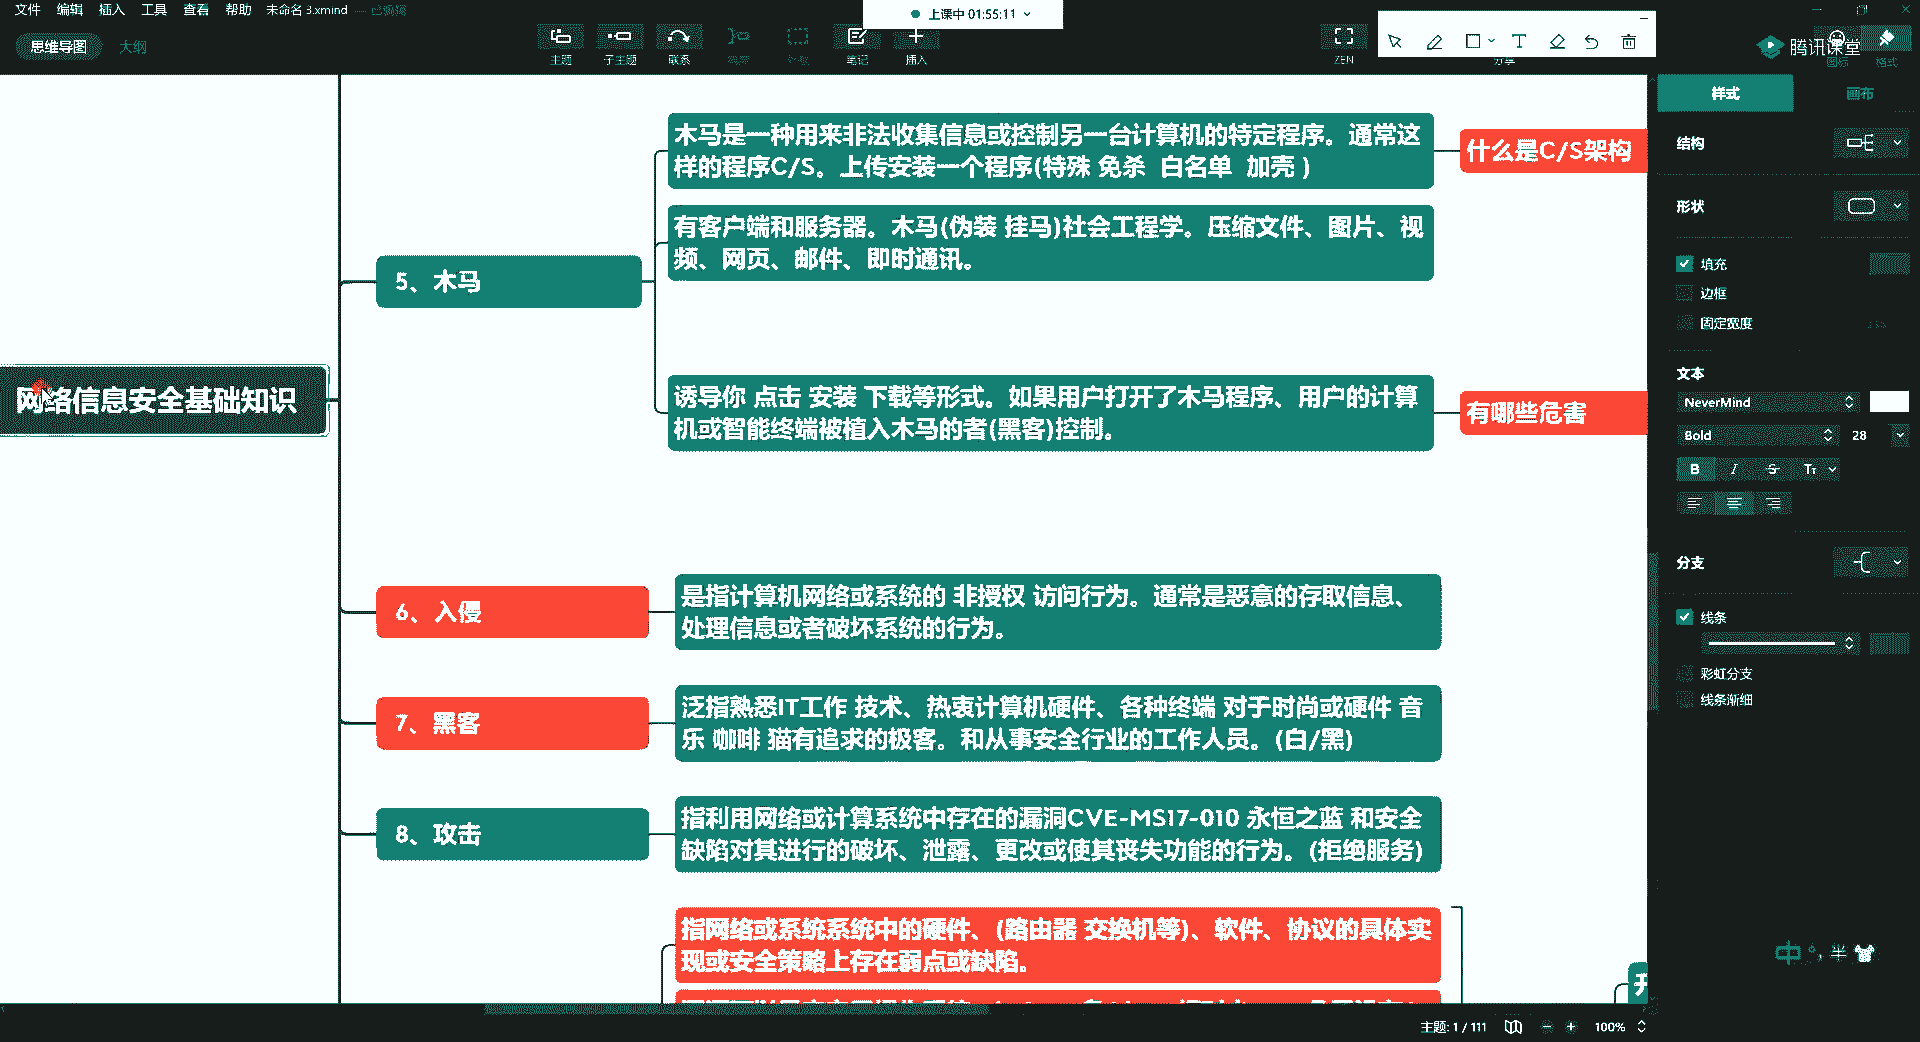 文件 编辑 插入 工具 查看 帮助 未命名 3.xmind — 已编辑
上课中 01:55:11
思维导图 大纲
主题 子主题 联系 笔记 插入
ZEN 分享
腾讯课堂
图标 格式
样式 画布
结构
形状
填充
边框
固定宽度
文本
NeverMind
Bold 28
B I S Tт
分支
线条
彩虹分支
线条渐细
网络信息安全基础知识
5、木马
木马是一种用来非法收集信息或控制另一台计算机的特定程序。通常这
样的程序C/S。上传安装一个程序(特殊 免杀 白名单 加壳 )
什么是C/S架构
有客户端和服务器。木马(伪装 挂马)社会工程学。压缩文件、图片、视
频、网页、邮件、即时通讯。
诱导你 点击 安装 下载等形式。如果用户打开了木马程序、用户的计算
机或智能终端被植入木马的者(黑客)控制。
有哪些危害
6、入侵
是指计算机网络或系统的 非授权 访问行为。通常是恶意的存取信息、
处理信息或者破坏系统的行为。
7、黑客
泛指熟悉IT工作 技术、热衷计算机硬件、各种终端 对于时尚或硬件 音
乐 咖啡 猫有追求的极客。和从事安全行业的工作人员。(白/黑)
8、攻击
指利用网络或计算系统中存在的漏洞CVE-MS17-010 永恒之蓝 和安全
缺陷对其进行的破坏、泄露、更改或使其丧失功能的行为。(拒绝服务)
指网络或系统系统中的硬件、(路由器 交换机等)、软件、协议的具体实
现或安全策略上存在弱点或缺陷。
中 半
主题: 1 / 111 100%